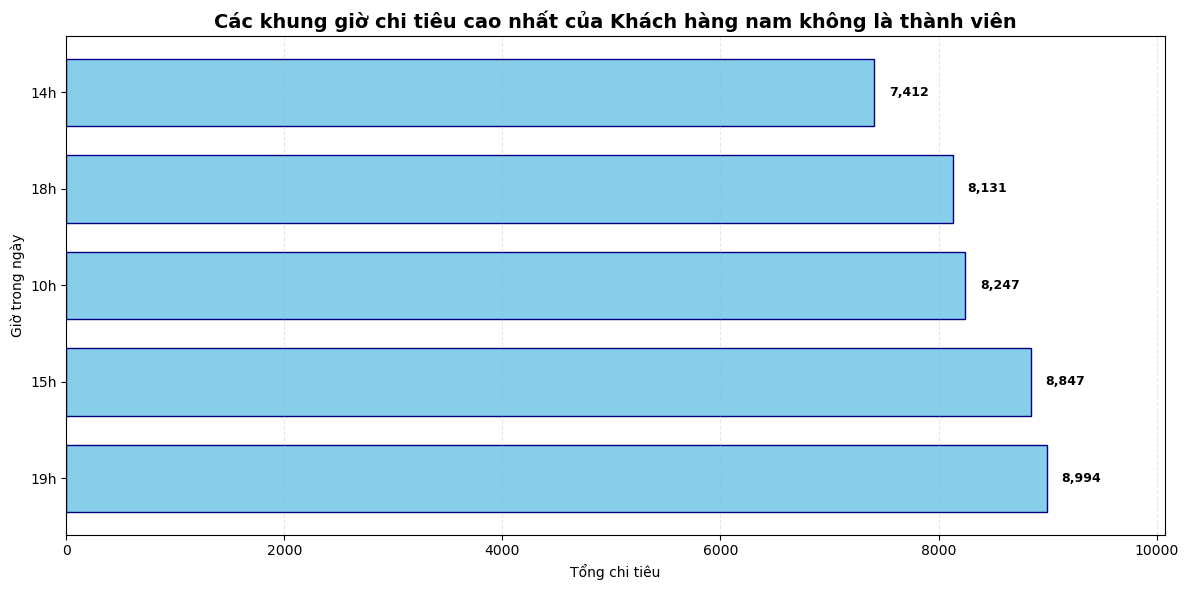 Các khung giờ chi tiêu cao nhất của Khách hàng nam không là thành viên
Giờ trong ngày
14h
7,412
18h
8,131
10h
8,247
15h
8,847
19h
8,994
0
2000
4000
6000
8000
10000
Tổng chi tiêu